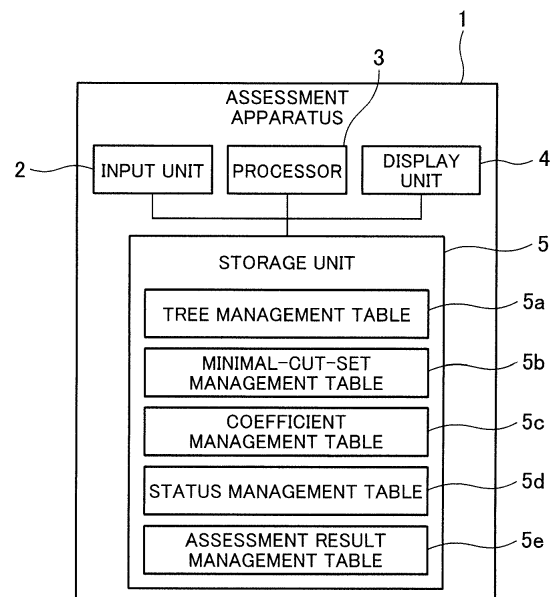 1
ASSESSMENT
APPARATUS
3
2
INPUT UNIT
PROCESSOR
DISPLAY
UNIT
4
STORAGE UNIT
5
TREE MANAGEMENT TABLE
5a
MINIMAL-CUT-SET
MANAGEMENT TABLE
5b
COEFFICIENT
MANAGEMENT TABLE
5c
STATUS MANAGEMENT TABLE
5d
ASSESSMENT RESULT
MANAGEMENT TABLE
5e